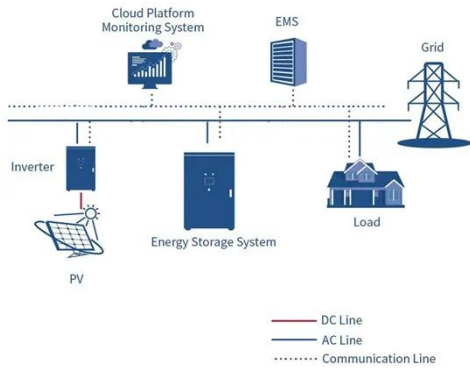 Cloud Platform
Monitoring System
EMS
Grid
Inverter
Energy Storage System
Load
PV
DC Line
AC Line
Communication Line